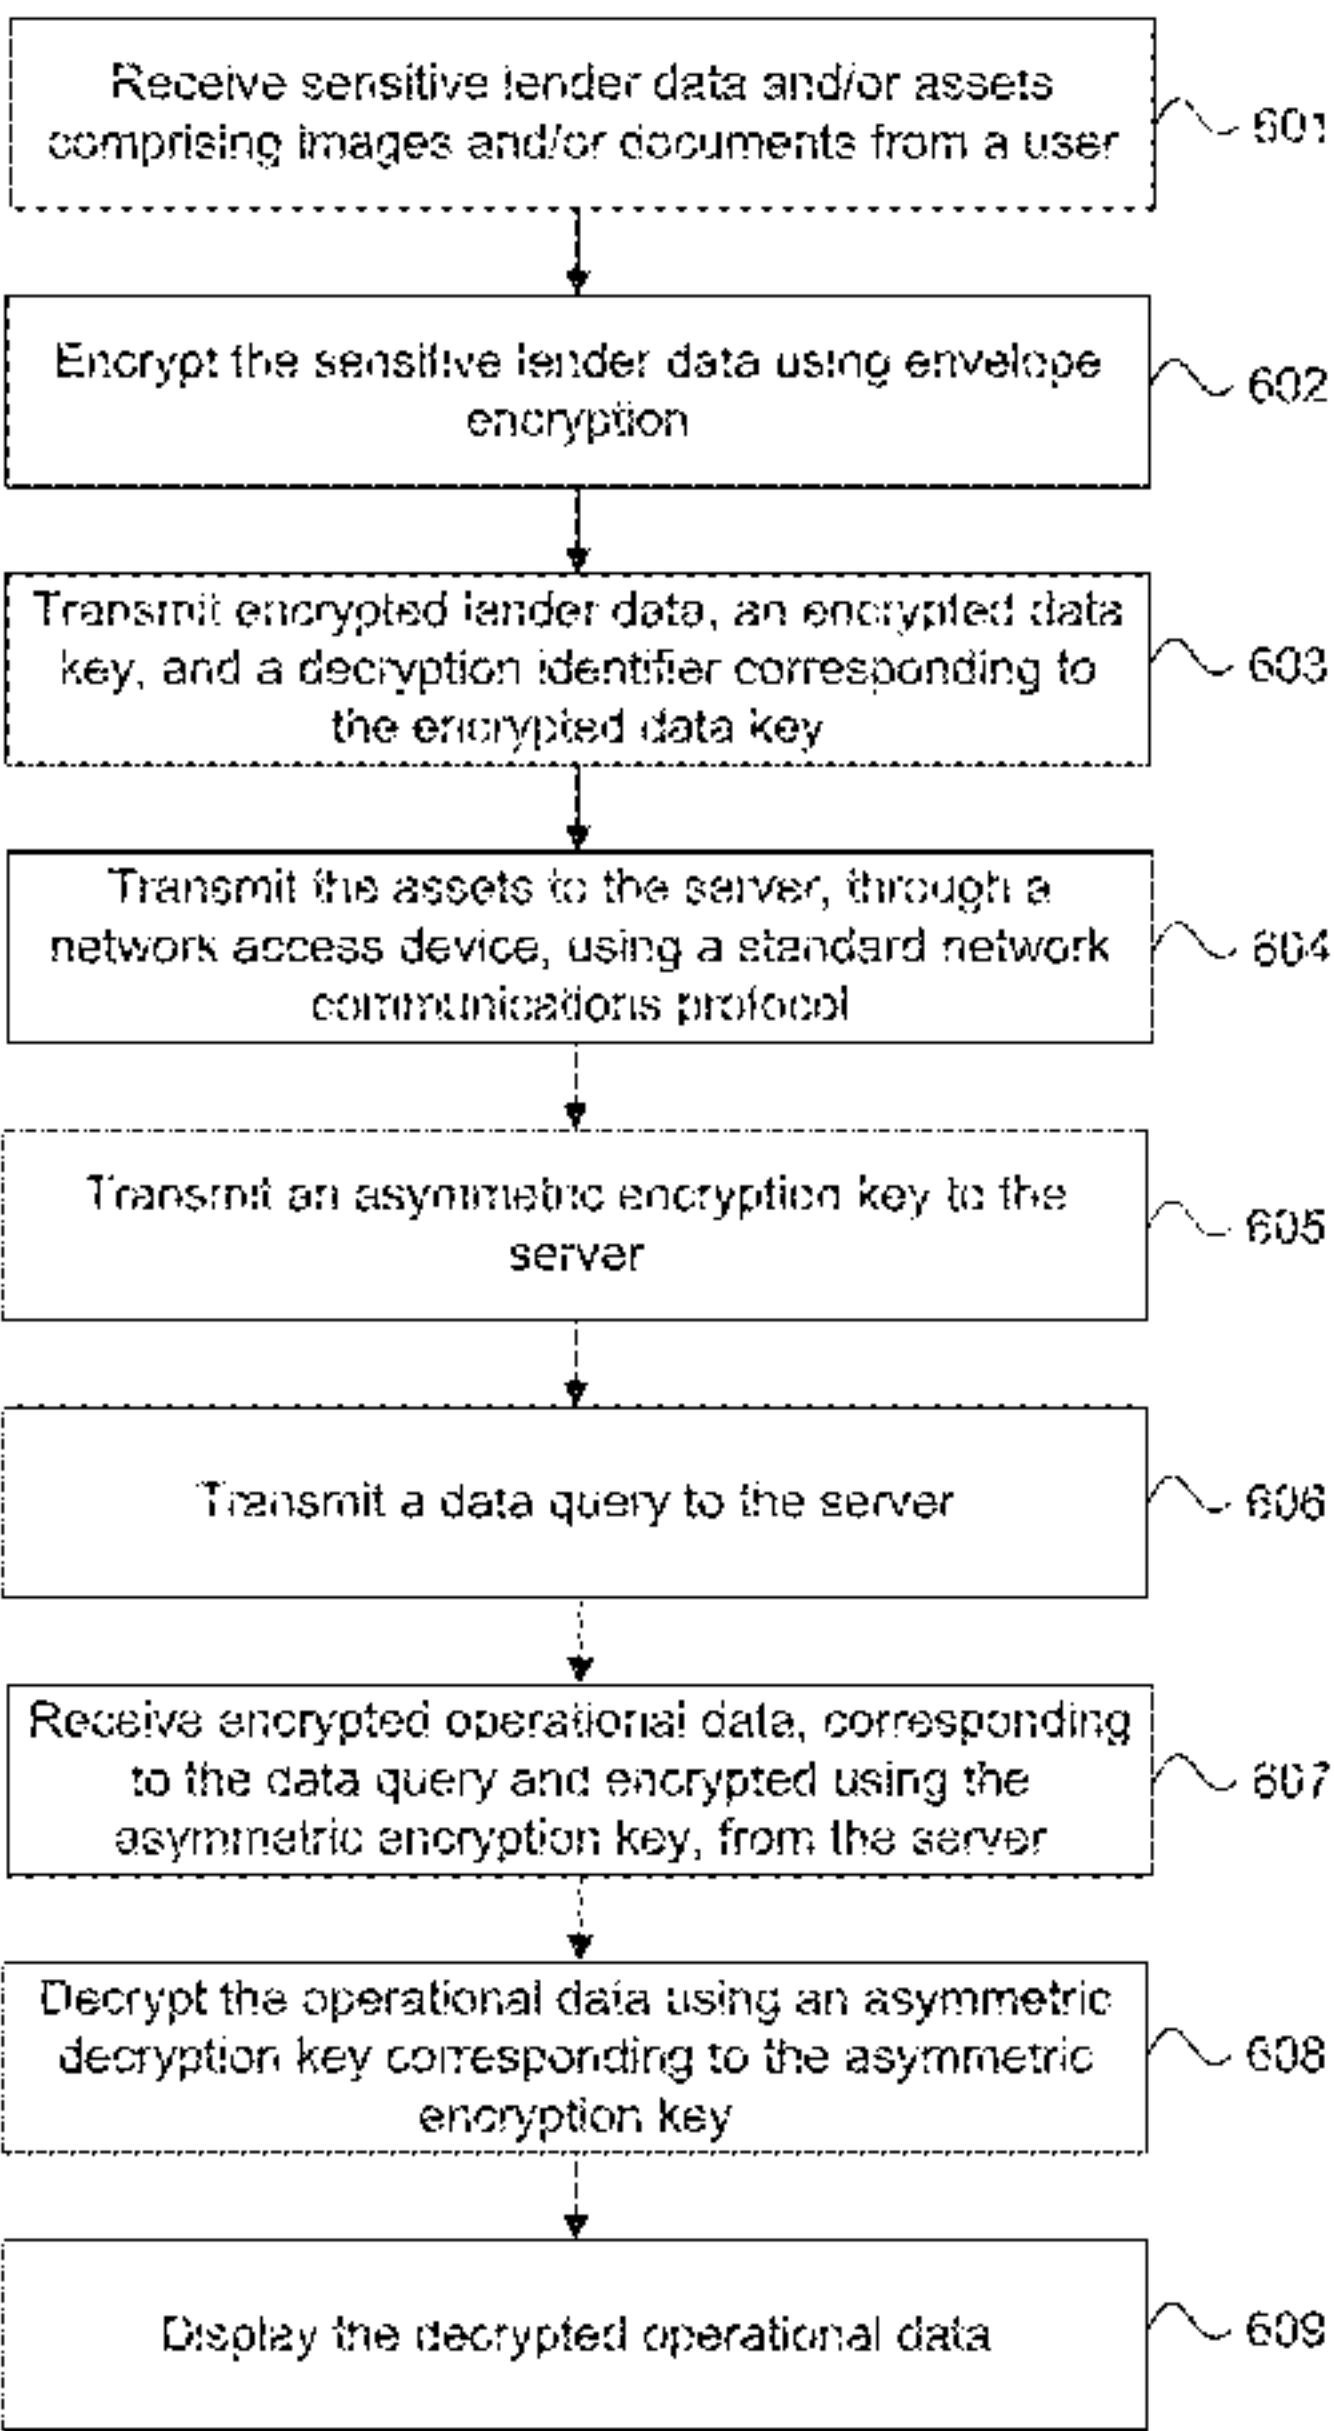 Receive sensitive lender data and/or assets
comprising images and/or documents from a user
601
Encrypt the sensitive lender data using envelope
encryption
602
Transmit encrypted lender data, an encrypted data
key, and a decryption identifier corresponding to
the encrypted data key
603
Transmit the assets to the server, through a
network access device, using a standard network
communications protocol
604
Transmit an asymmetric encryption key to the
server
605
Transmit a data query to the server
606
Receive encrypted operational data, corresponding
to the data query and encrypted using the
asymmetric encryption key, from the server
607
Decrypt the operational data using an asymmetric
decryption key corresponding to the asymmetric
encryption key
608
Display the decrypted operational data
609